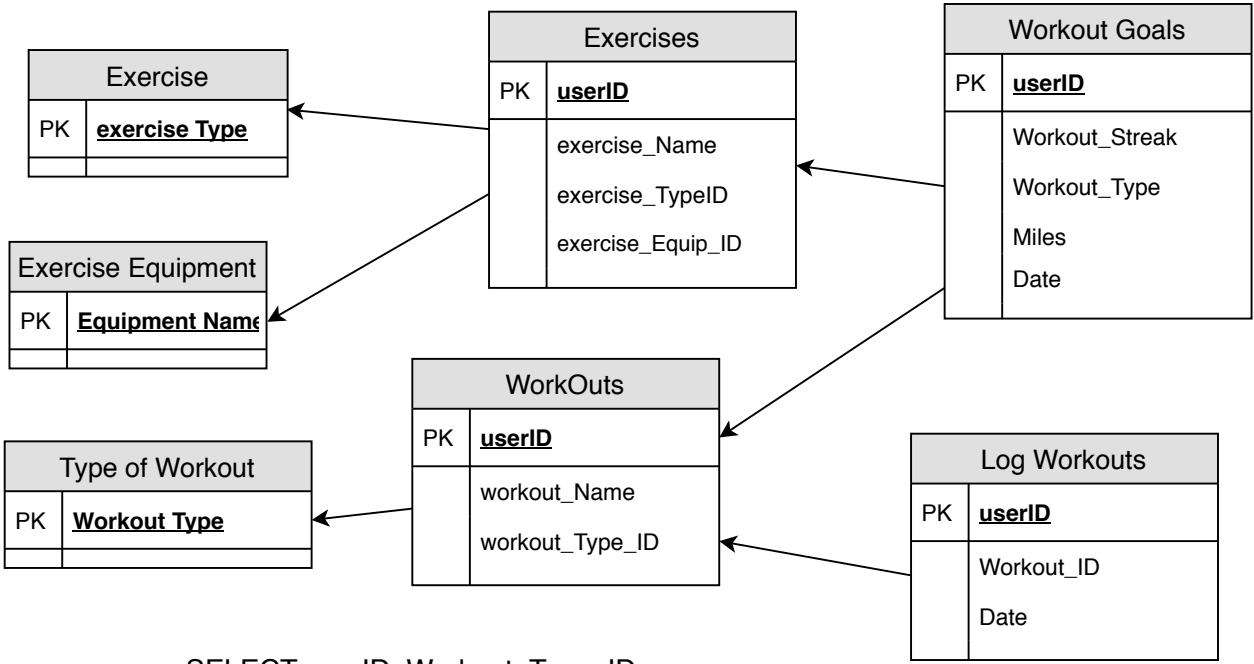 Exercise
PK exercise Type
Exercise Equipment
PK Equipment Name
Type of Workout
PK Workout Type
Exercises
PK userID
exercise_Name
exercise_TypeID
exercise_Equip_ID
WorkOuts
PK userID
workout_Name
workout_Type_ID
Workout Goals
PK userID
Workout_Streak
Workout_Type
Miles
Date
Log Workouts
PK userID
Workout_ID
Date
SELECT